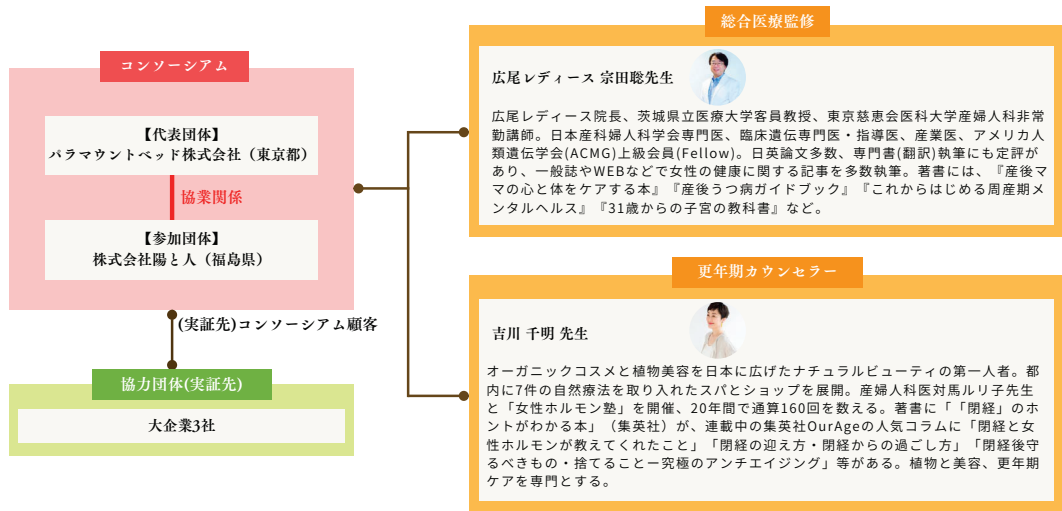 コンソーシアム
【代表団体】
パラマウントベッド株式会社（東京都）
協業関係
【参加団体】
株式会社陽と人（福島県）
(実証先)コンソーシアム顧客
協力団体(実証先)
大企業3社
総合医療監修
広尾レディース 宗田聡先生
広尾レディース院長、茨城県立医療大学客員教授、東京慈恵会医科大学産婦人科非常
勤講師。日本産科婦人科学会専門医、臨床遺伝専門医・指導医、産業医、アメリカ人
類遺伝学会(ACMG)上級会員(Fellow)。日英論文多数、専門書(翻訳)執筆にも定評が
あり、一般誌やWEBなどで女性の健康に関する記事を多数執筆。著書には、『産後マ
マの心と体をケアする本』『産後うつ病ガイドブック』『これからはじめる周産期メ
ンタルヘルス』『31歳からの子宮の教科書』など。
更年期カウンセラー
吉川 千明 先生
オーガニックコスメと植物美容を日本に広げたナチュラルビューティの第一人者。都
内に7件の自然療法を取り入れたスパとショップを展開。産婦人科医対馬ルリ子先生
と「女性ホルモン塾」を開催、20年間で通算160回を数える。著書に「「閉経」のホ
ントがわかる本」（集英社）が、連載中の集英社OurAgeの人気コラムに「閉経と女
性ホルモンが教えてくれたこと」「閉経の迎え方・閉経からの過ごし方」「閉経後守
るべきもの・捨てることー究極のアンチエイジング」等がある。植物と美容、更年期
ケアを専門とする。